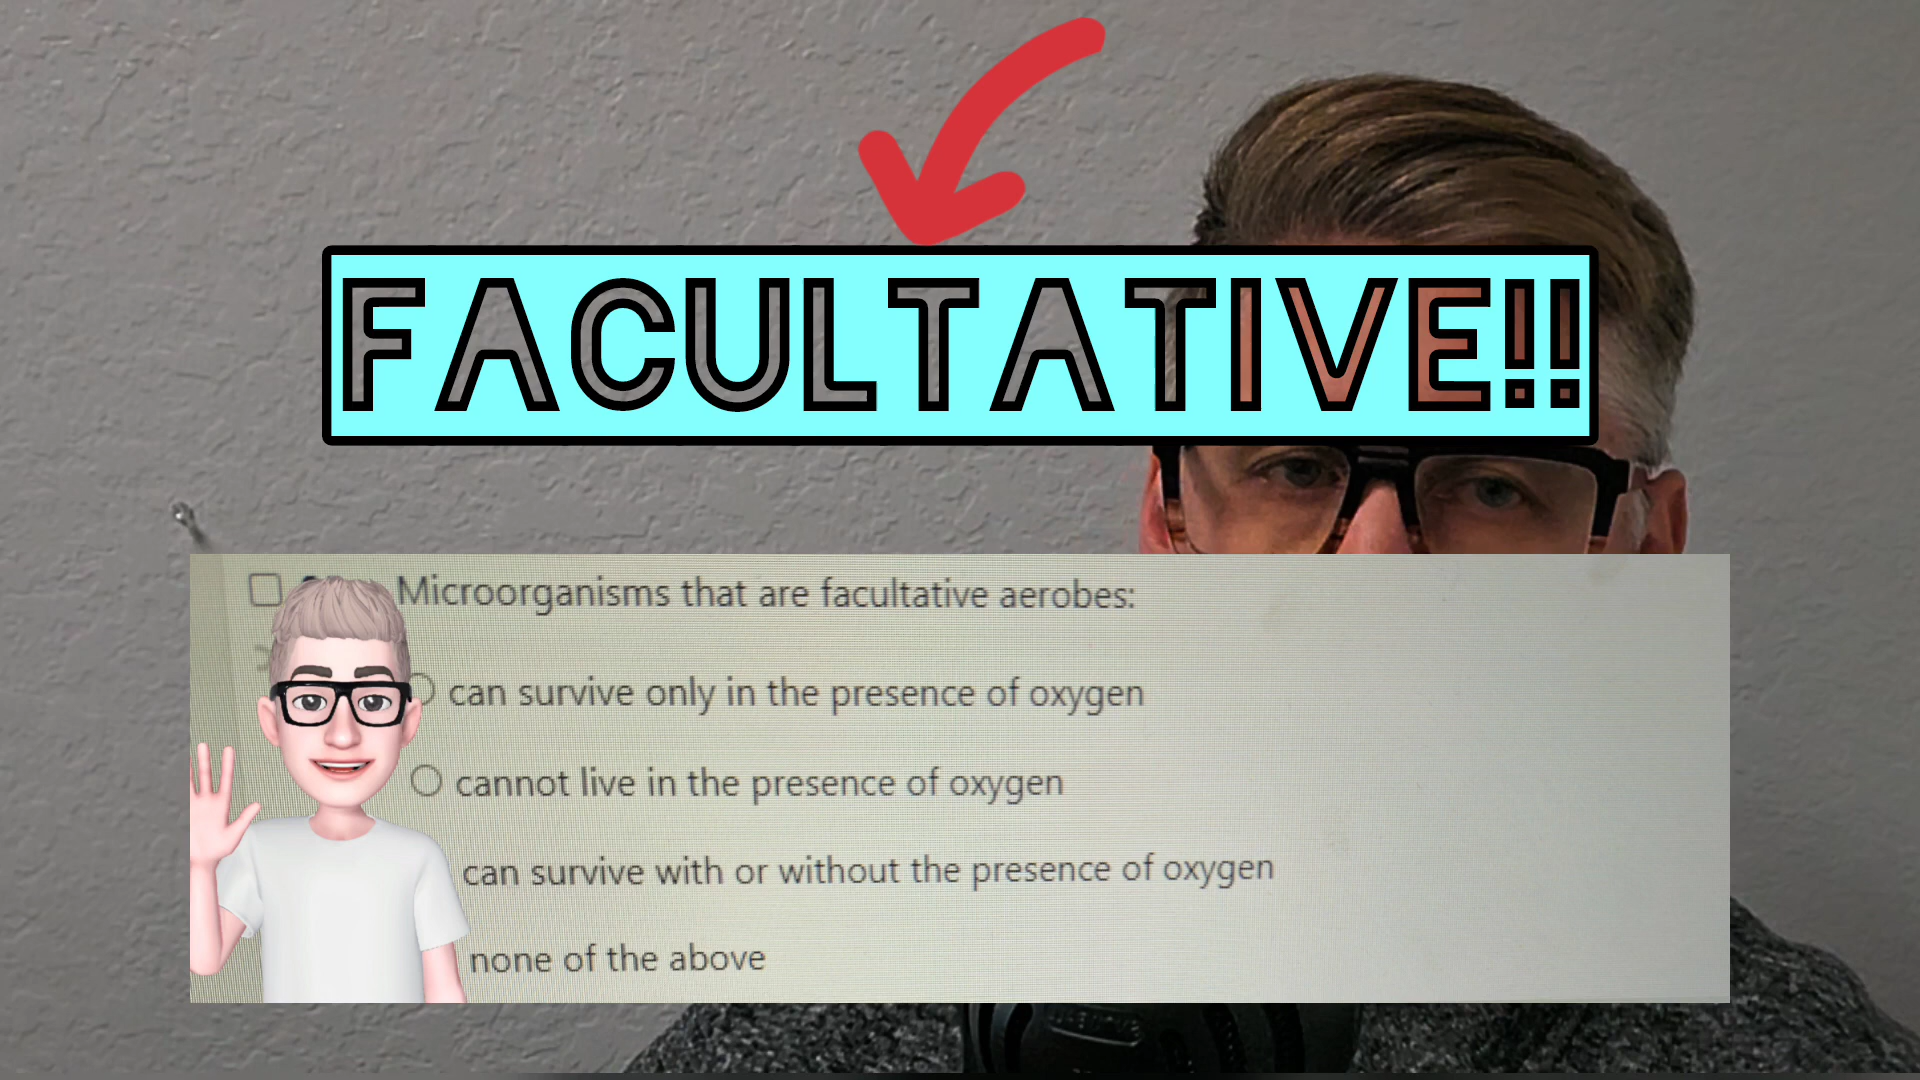 FACULTATIVE!!
Microorganisms that are facultative aerobes:
can survive only in the presence of oxygen
cannot live in the presence of oxygen
can survive with or without the presence of oxygen
none of the above